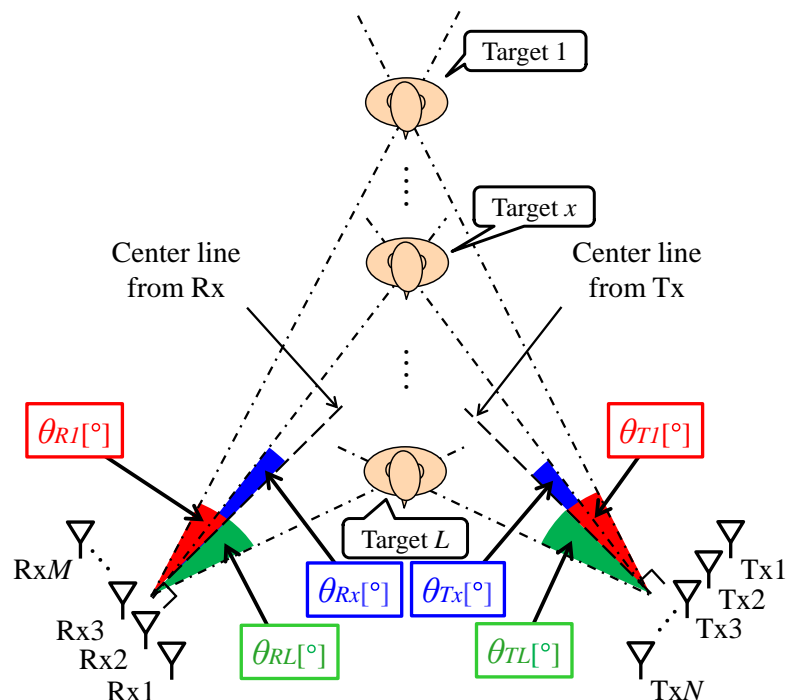 Target 1
Target x
Center line
from Rx
Center line
from Tx
θR1[°]
θT1[°]
Target L
θRx[°]
θTx[°]
θRL[°]
θTL[°]
RxM
Rx3
Rx2
Rx1
Tx1
Tx2
Tx3
TxN